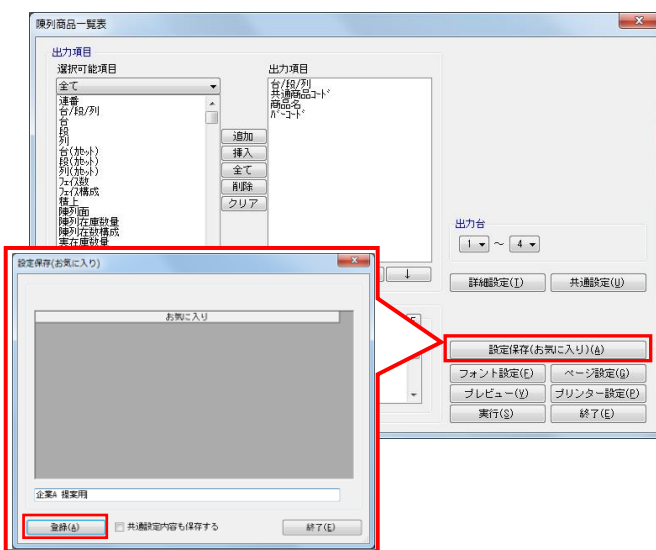 陳列商品一覧表
出力項目
選択可能項目
全て
連番
台/段/列
台
段
列
台(カセット)
段(カセット)
列(カセット)
フェイス数
フェイス構成
積上
陳列面
陳列在庫数量
陳列在数構成
実在庫数量
追加
挿入
全て
削除
クリア
出力項目
台/段/列
共通商品コード
商品名
バーコード
↓
出力台
1 ~ 4
詳細設定(T)
共通設定(U)
設定保存(お気に入り)(A)
フォント設定(F)
ページ設定(G)
プレビュー(Y)
プリンター設定(P)
実行(S)
終了(E)
設定保存(お気に入り)
お気に入り
企業A 提案用
登録(A)
共通設定内容も保存する
終了(E)